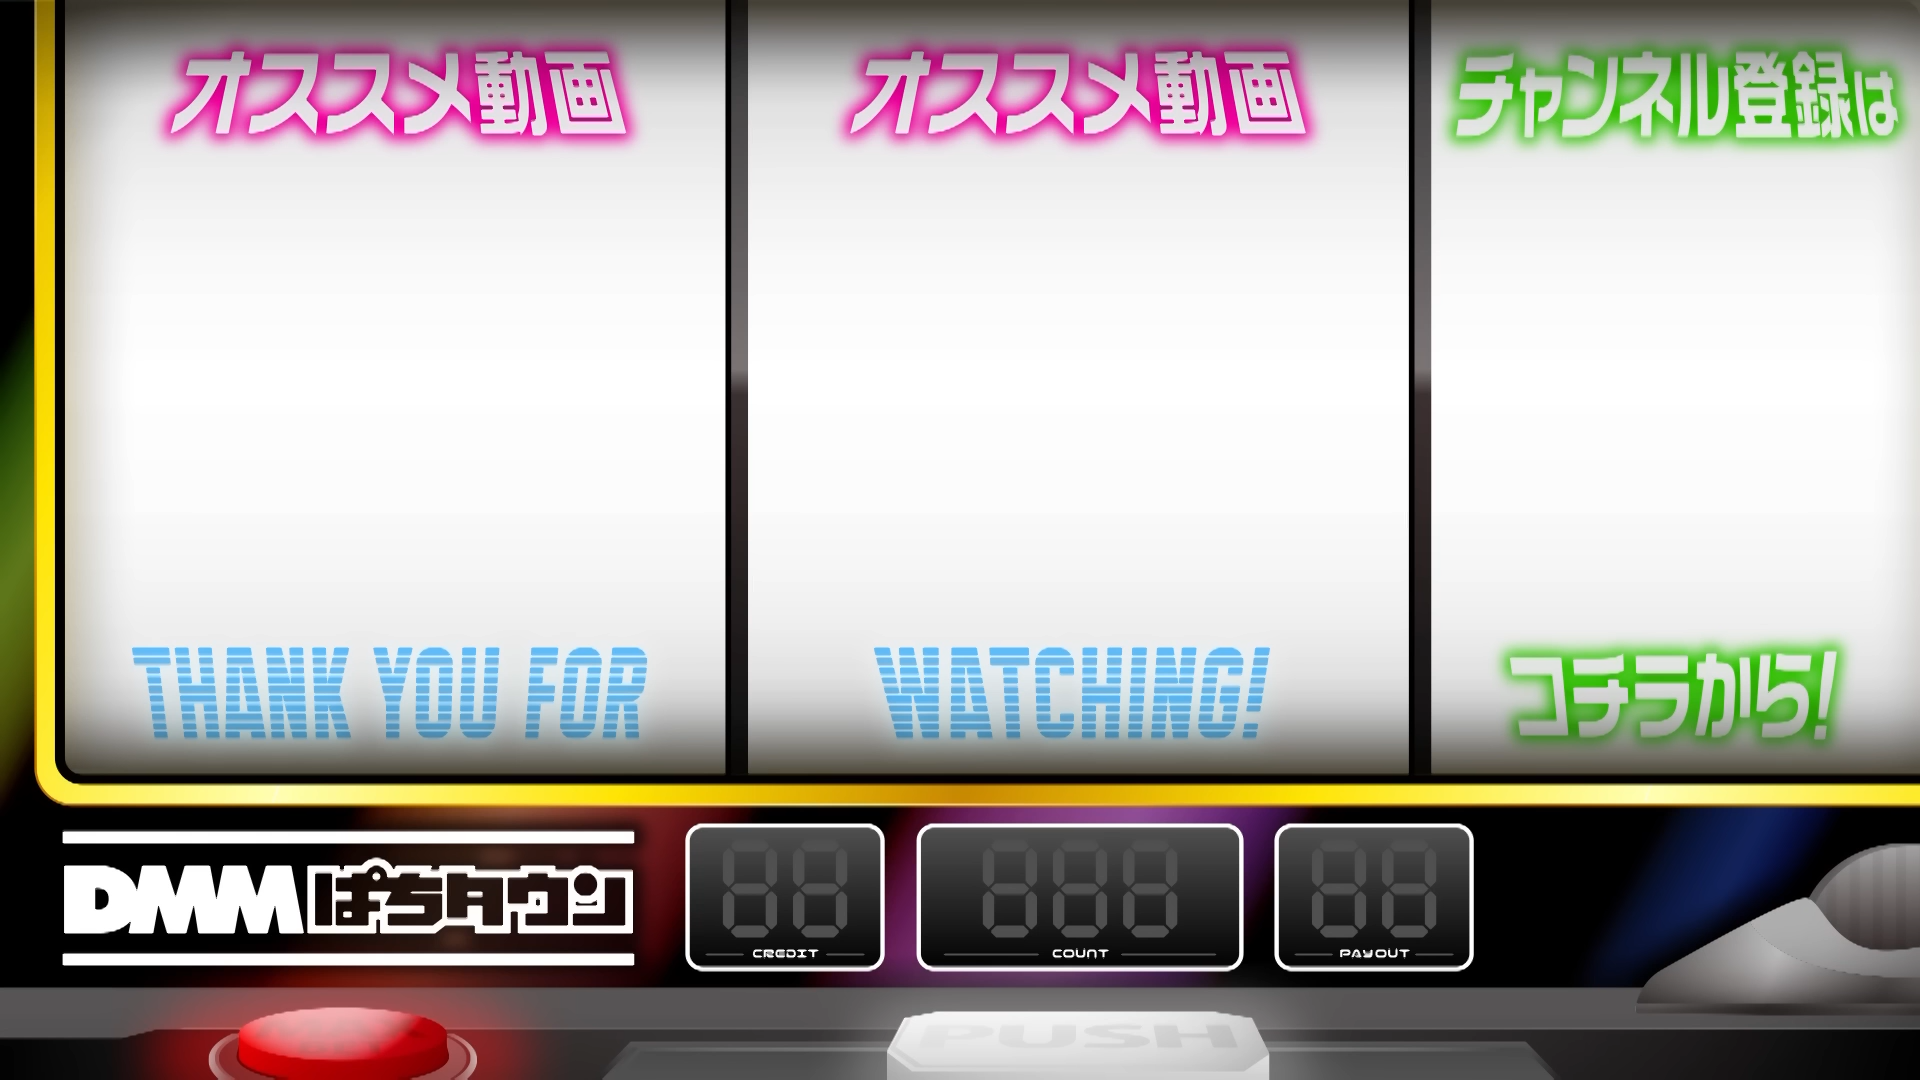 オススメ動画
オススメ動画
チャンネル登録は
THANK YOU FOR
WATCHING!
コチラから!
DMMぱちタウン
CREDIT
COUNT
PAYOUT
PUSH